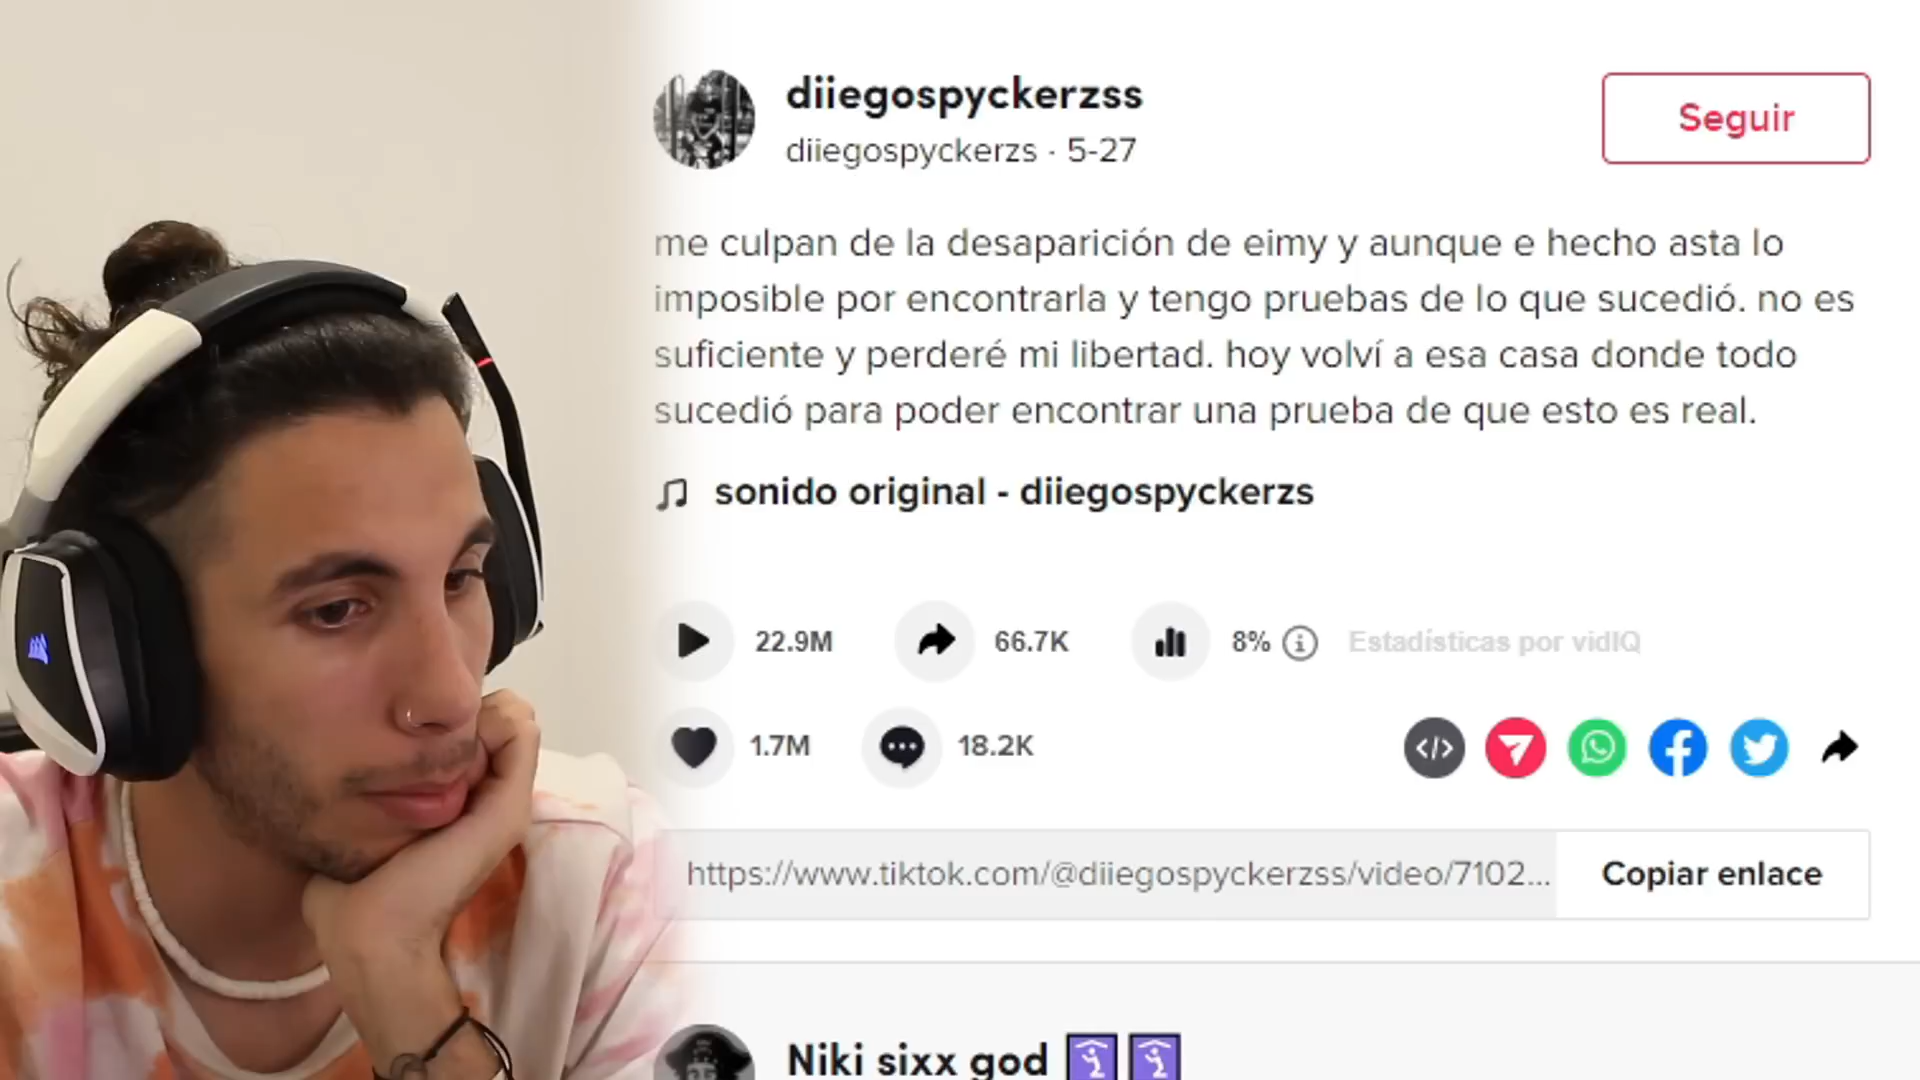 diiegospyckerzss
diiegospyckerzs · 5-27
Seguir
me culpan de la desaparición de eimy y aunque e hecho asta lo
imposible por encontrarla y tengo pruebas de lo que sucedió. no es
suficiente y perderé mi libertad. hoy volví a esa casa donde todo
sucedió para poder encontrar una prueba de que esto es real.
sonido original - diiegospyckerzs
22.9M 66.7K 8% Estadísticas por vidIQ
1.7M 18.2K
https://www.tiktok.com/@diiegospyckerzss/video/7102... Copiar enlace
Niki sixx god